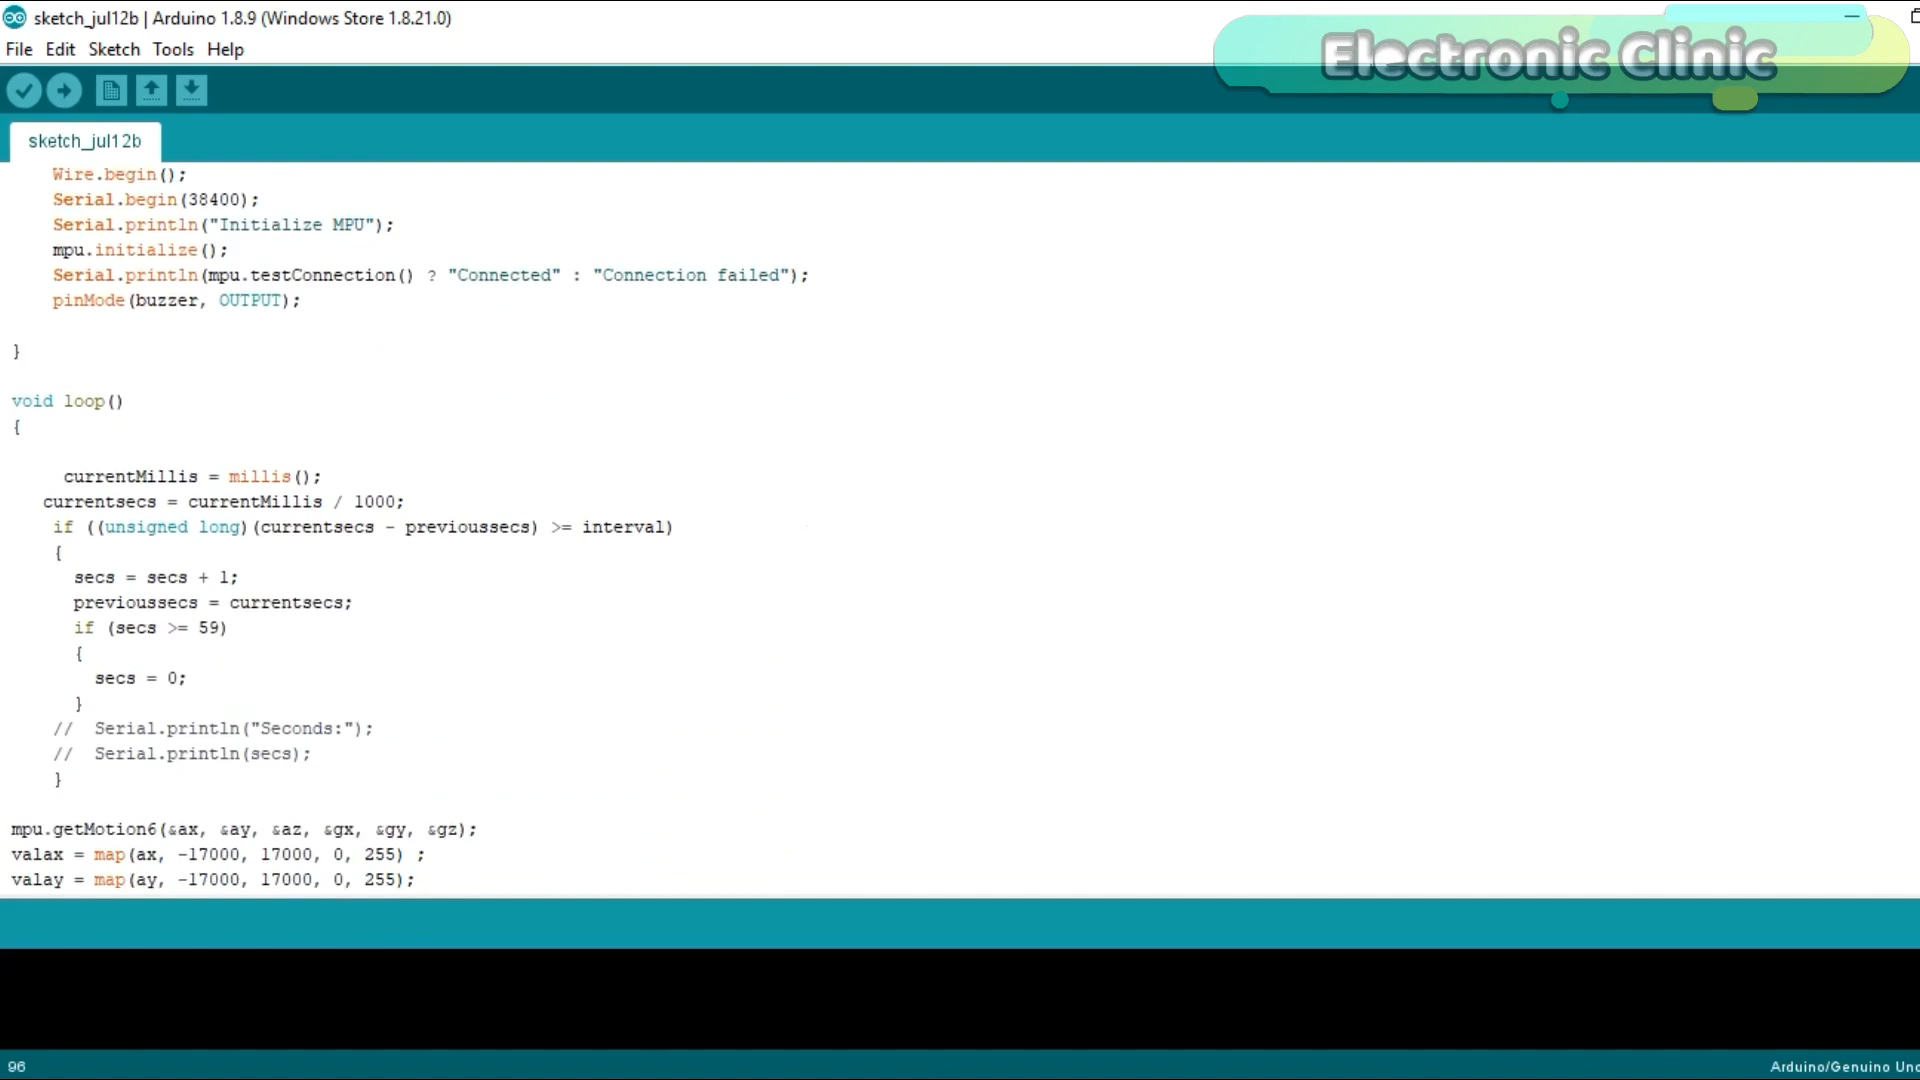 sketch_jul12b | Arduino 1.8.9 (Windows Store 1.8.21.0)
File Edit Sketch Tools Help
Electronic Clinic
sketch_jul12b
Wire.begin();
Serial.begin(38400);
Serial.println("Initialize MPU");
mpu.initialize();
Serial.println(mpu.testConnection() ? "Connected" : "Connection failed");
pinMode(buzzer, OUTPUT);
}
void loop()
{
currentMillis = millis();
currentsecs = currentMillis / 1000;
if ((unsigned long)(currentsecs - previoussecs) >= interval)
{
secs = secs + 1;
previoussecs = currentsecs;
if (secs >= 59)
{
secs = 0;
}
// Serial.println("Seconds:");
// Serial.println(secs);
}
mpu.getMotion6(&ax, &ay, &az, &gx, &gy, &gz);
valax = map(ax, -17000, 17000, 0, 255) ;
valay = map(ay, -17000, 17000, 0, 255);
96
Arduino/Genuino Uno